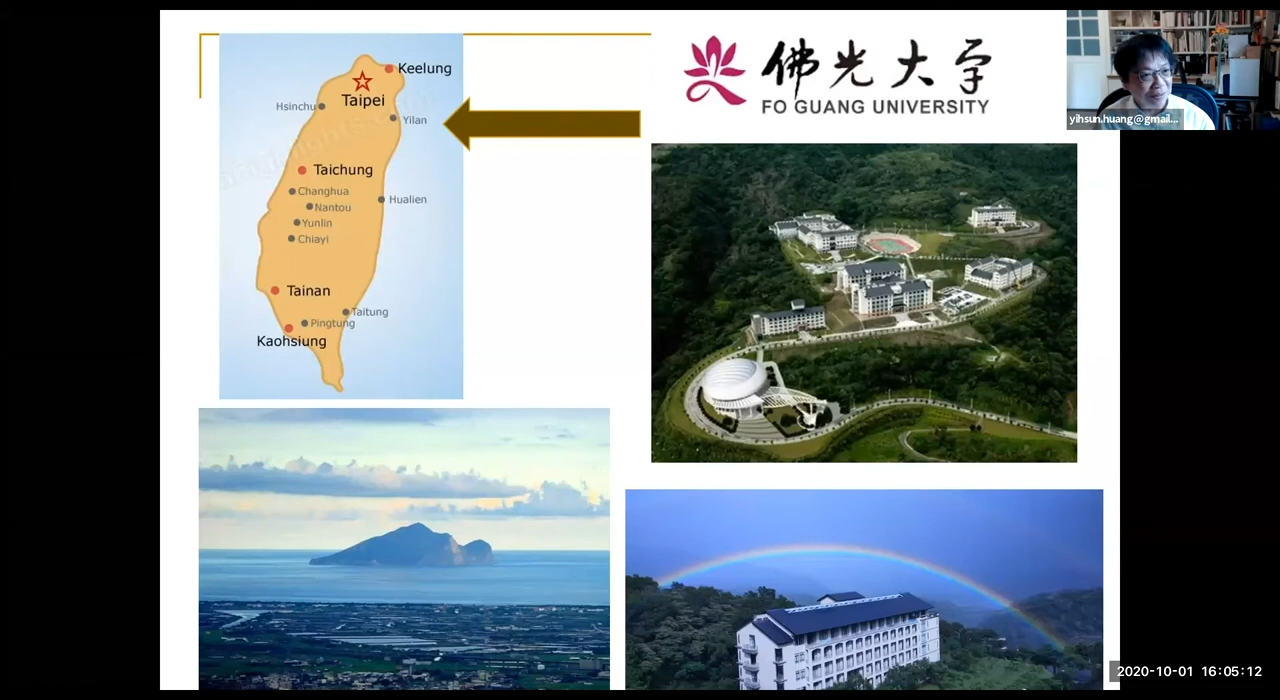 Keelung
Taipei
Hsinchu
Yilan
Taichung
Changhua
Hualien
Nantou
Yunlin
Chiayi
Tainan
Taitung
Pingtung
Kaohsiung
佛光大学
FO GUANG UNIVERSITY
yihsun.huang@gmail...
2020-10-01 16:05:12